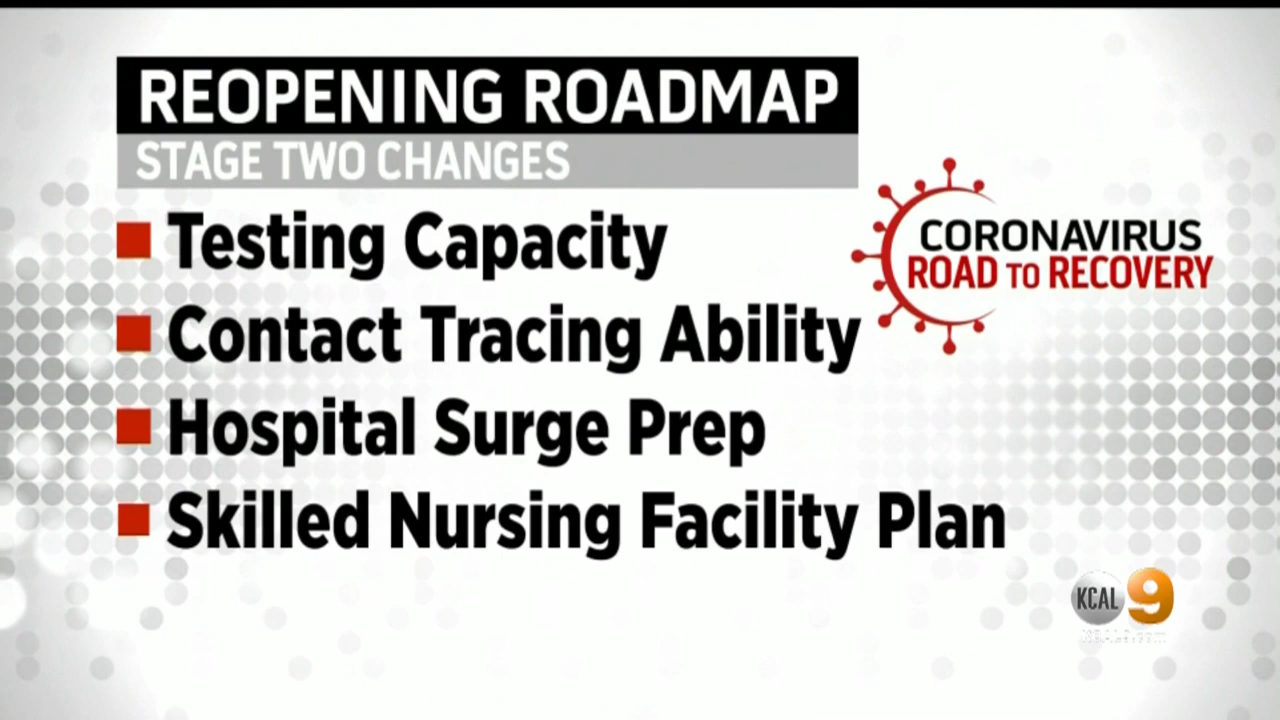 REOPENING ROADMAP
STAGE TWO CHANGES
Testing Capacity
Contact Tracing Ability
Hospital Surge Prep
Skilled Nursing Facility Plan
CORONAVIRUS
ROAD TO RECOVERY
KCAL 9